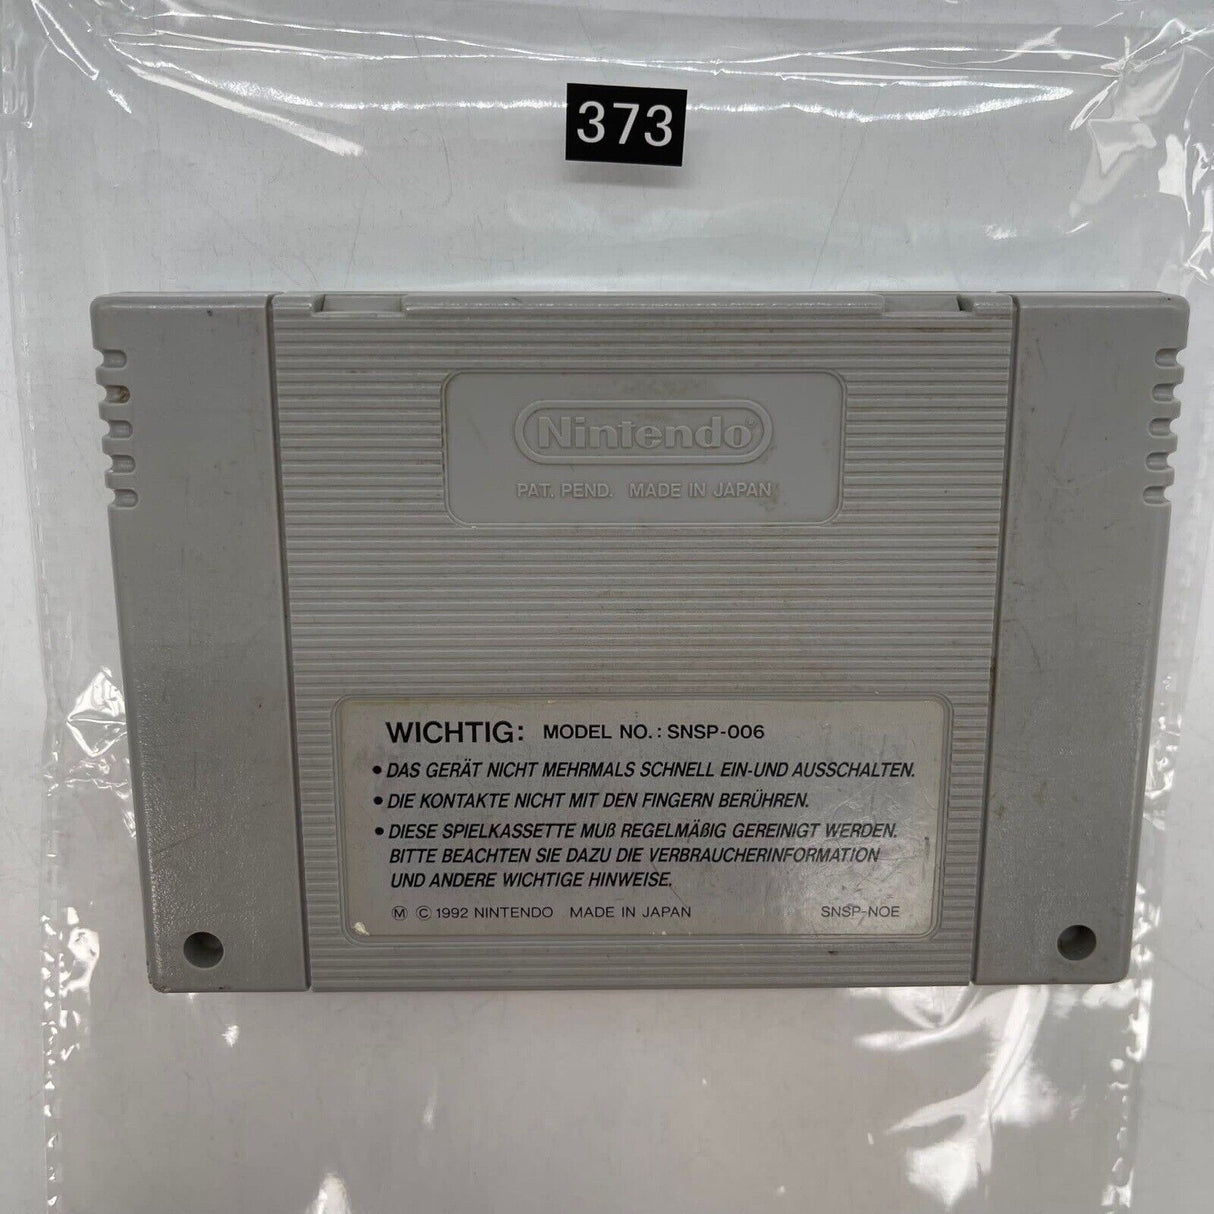 373
Nintendo®
PAT. PEND. MADE IN JAPAN
WICHTIG: MODEL NO.: SNSP-006
• DAS GERÄT NICHT MEHRMALS SCHNELL EIN-UND AUSSCHALTEN.
• DIE KONTAKTE NICHT MIT DEN FINGERN BERÜHREN.
• DIESE SPIELKASSETTE MUß REGELMÄßIG GEREINIGT WERDEN.
BITTE BEACHTEN SIE DAZU DIE VERBRAUCHERINFORMATION
UND ANDERE WICHTIGE HINWEISE.
Ⓜ © 1992 NINTENDO MADE IN JAPAN SNSP-NOE